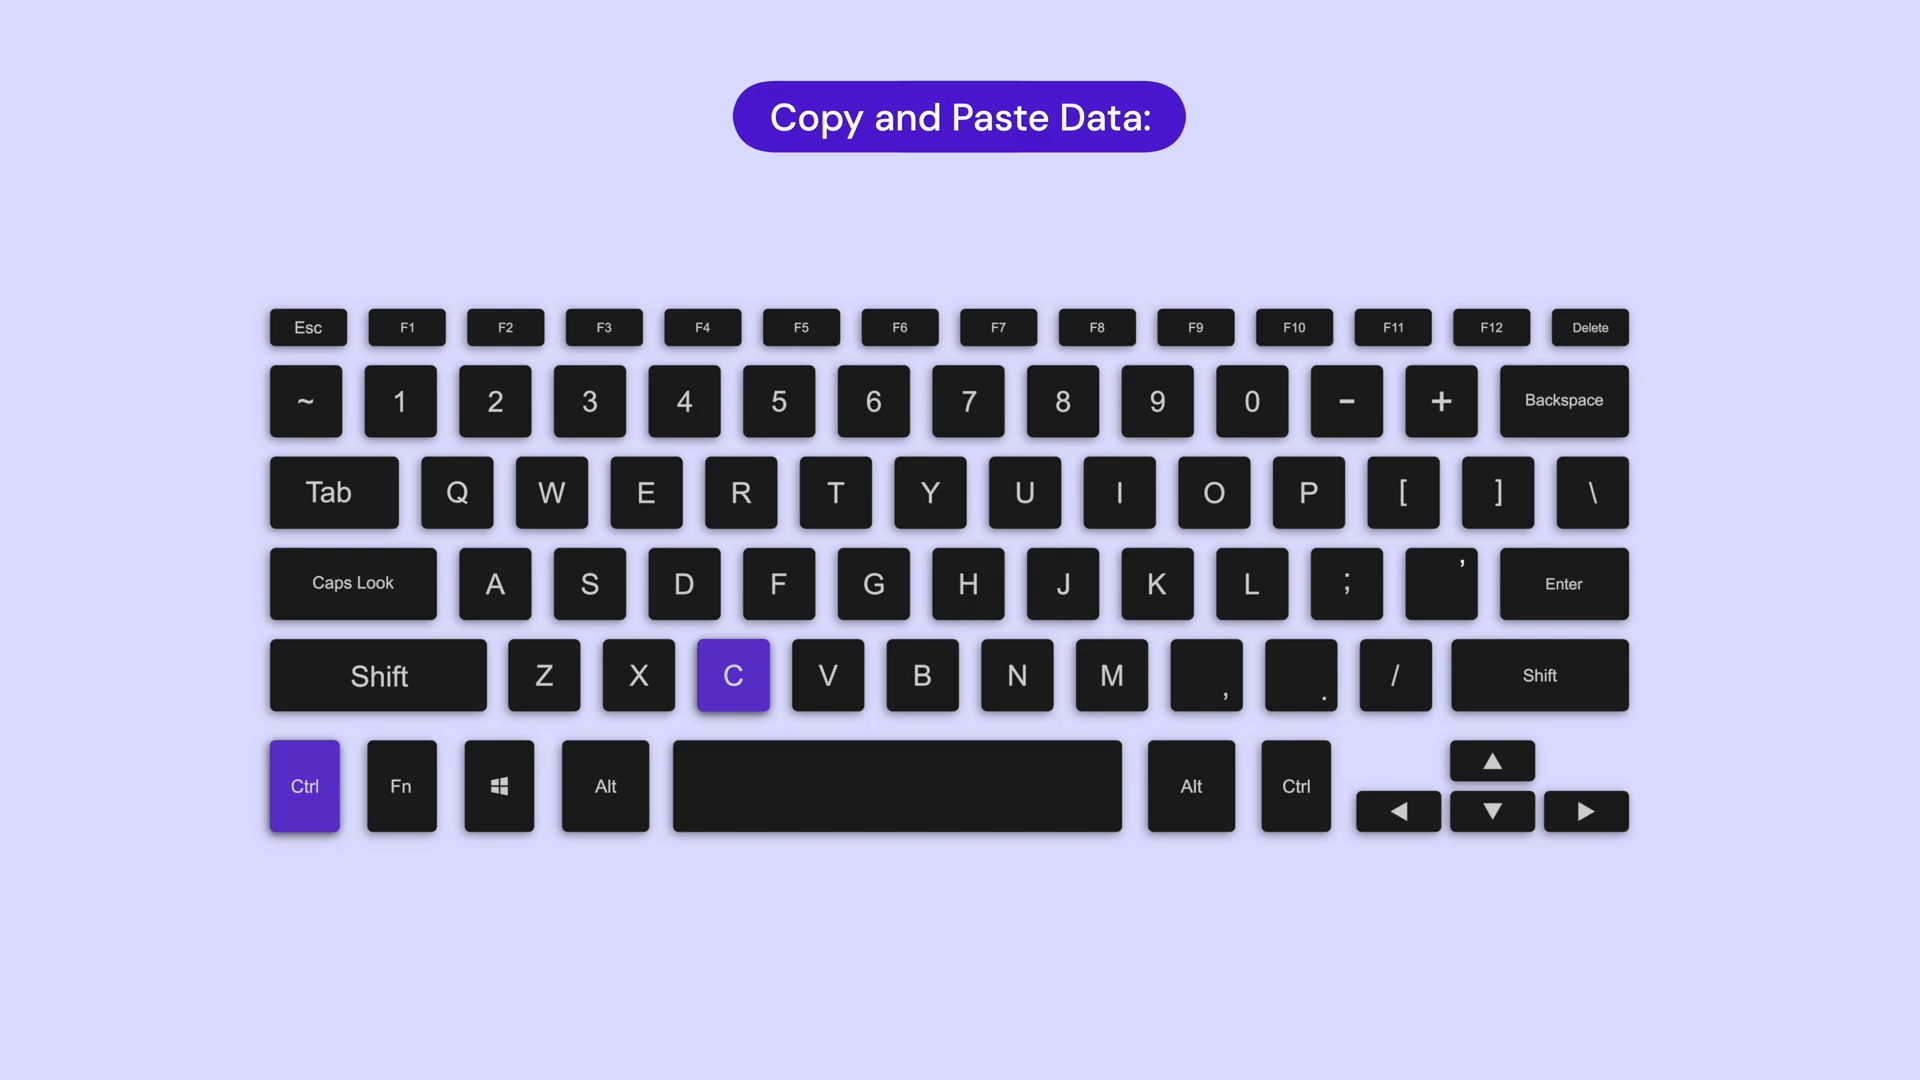 Copy and Paste Data:
Esc F1 F2 F3 F4 F5 F6 F7 F8 F9 F10 F11 F12 Delete
~ 1 2 3 4 5 6 7 8 9 0 - + Backspace
Tab Q W E R T Y U I O P [ ] \
Caps Look A S D F G H J K L ; ' Enter
Shift Z X C V B N M , . / Shift
Ctrl Fn Alt Alt Ctrl